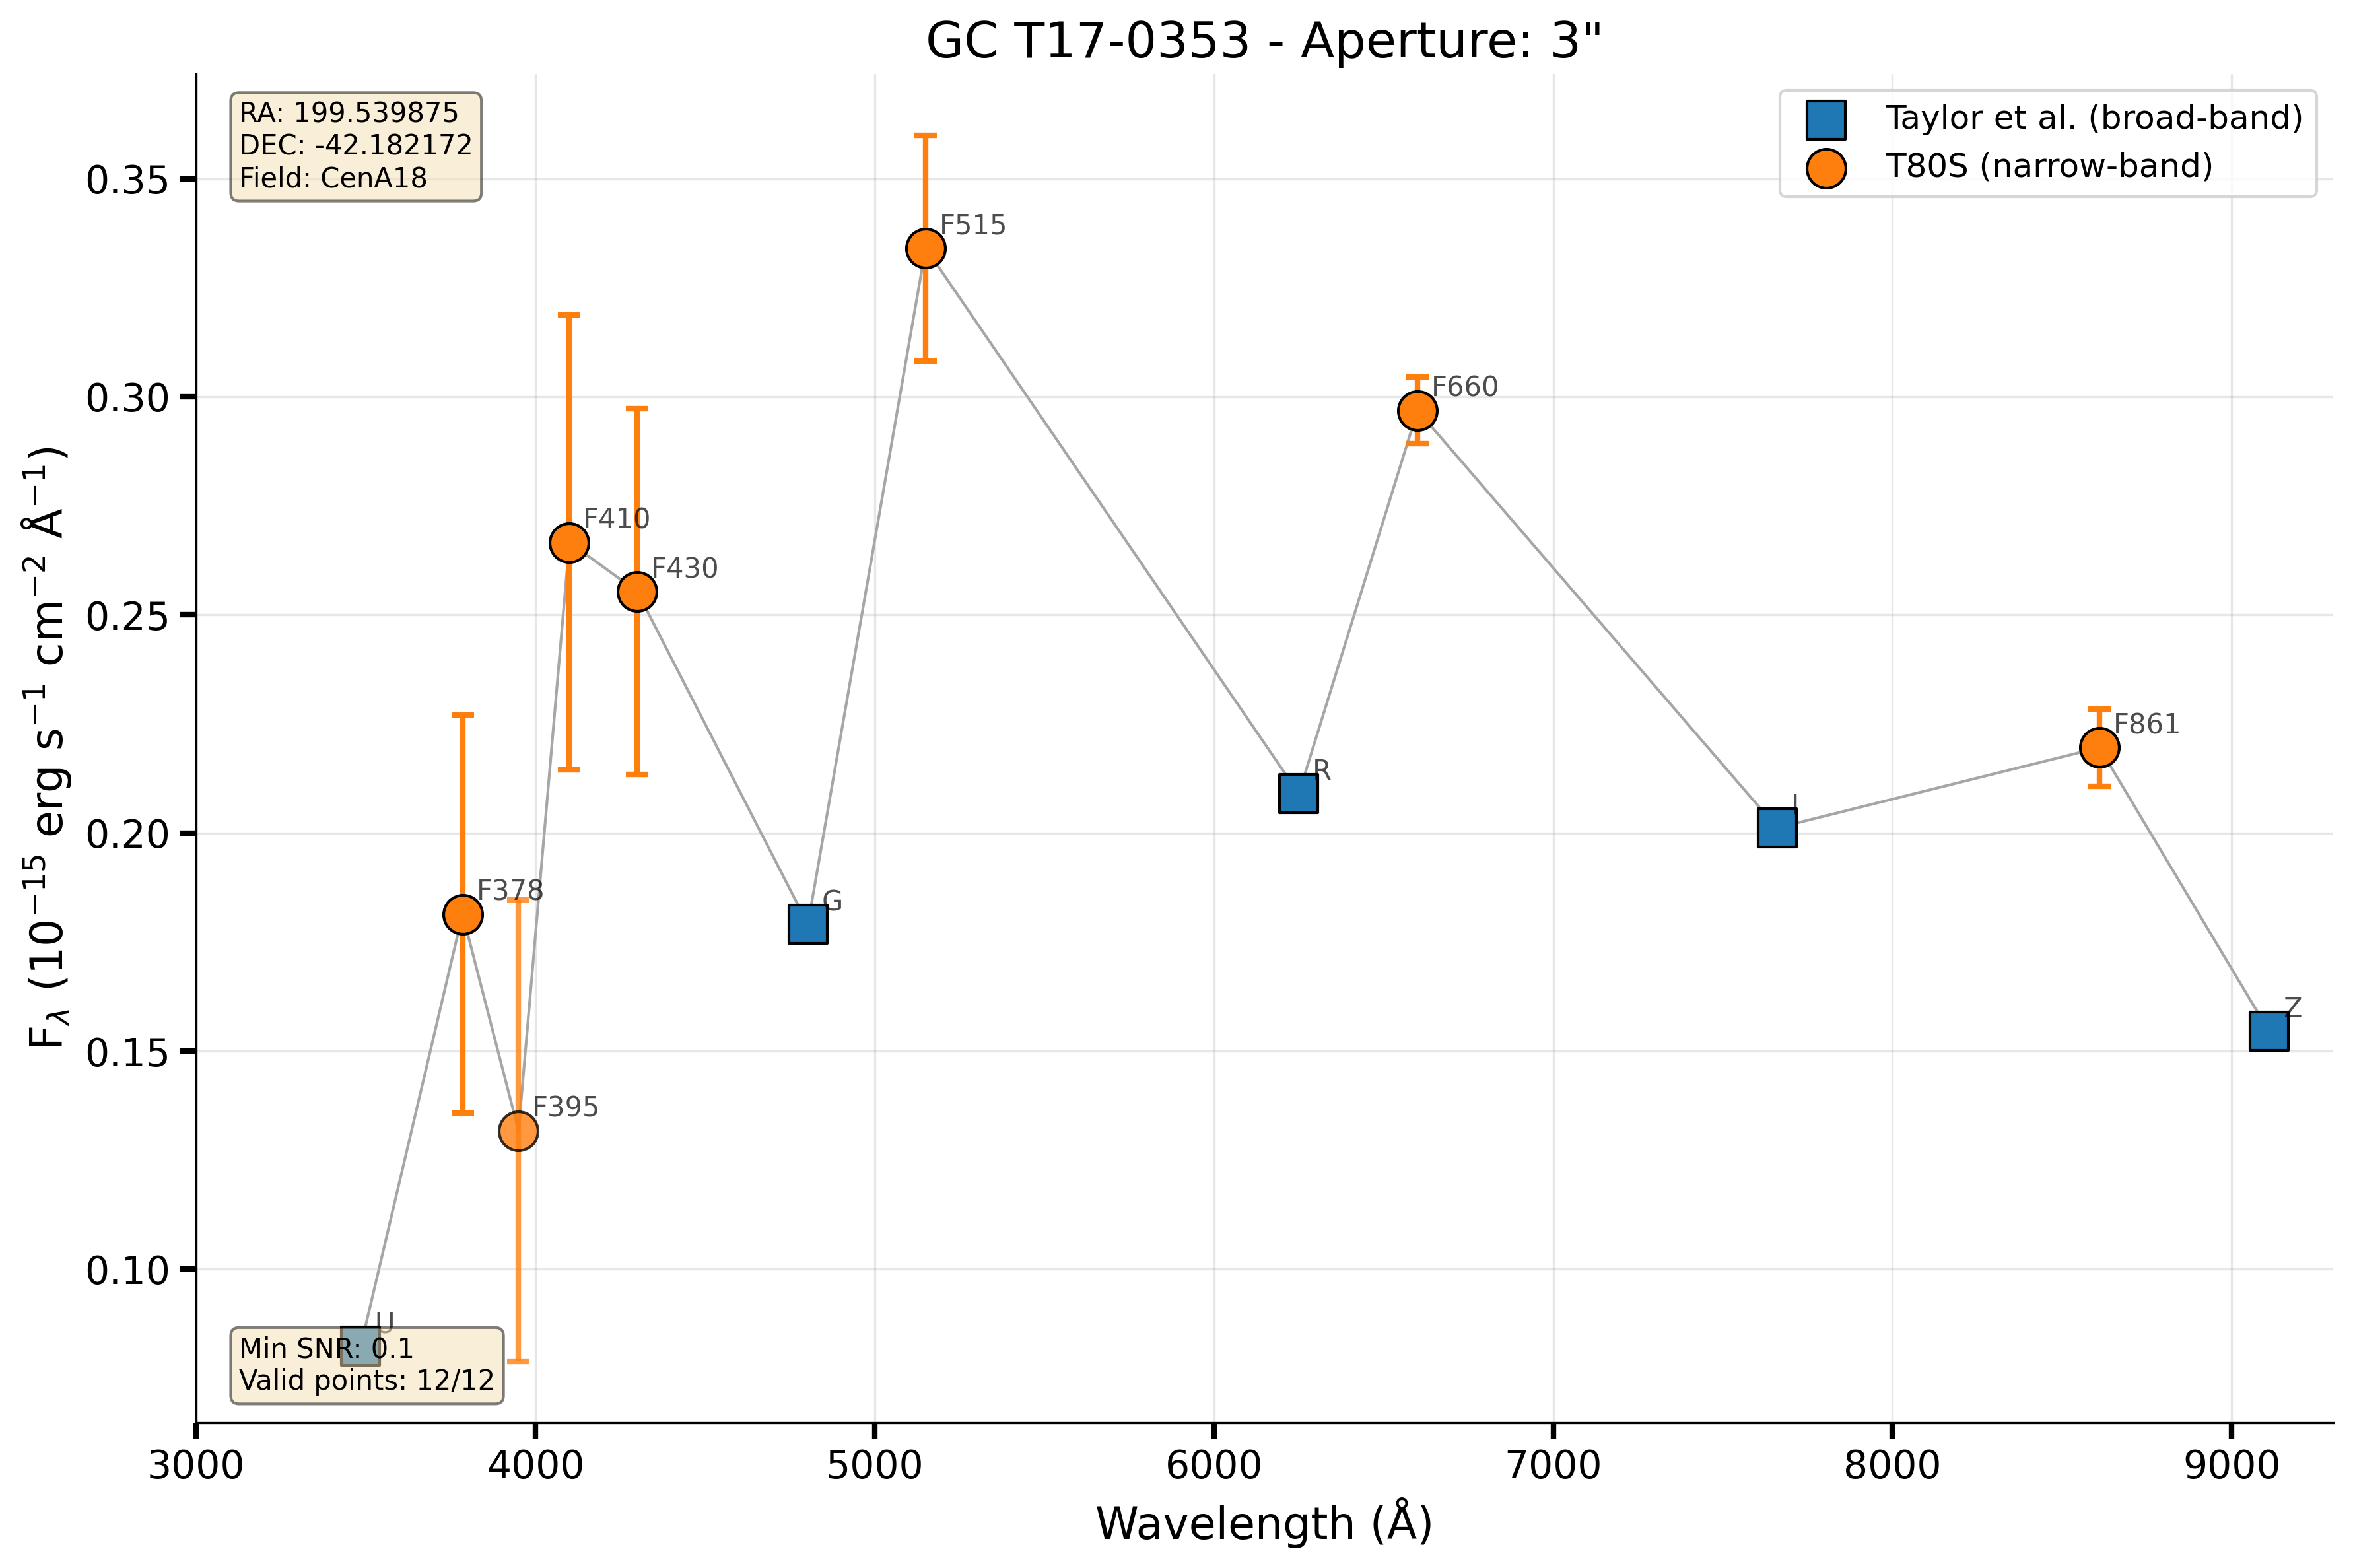 GC T17-0353 - Aperture: 3"
RA: 199.539875
DEC: -42.182172
Field: CenA18
Taylor et al. (broad-band)
T80S (narrow-band)
F515
F660
F410
F430
F861
R
I
F378
G
F395
Z
U
Min SNR: 0.1
Valid points: 12/12
0.35
0.30
0.25
0.20
0.15
0.10
F$_{λ}$ (10$^{−15}$ erg s$^{−1}$ cm$^{−2}$ Å$^{−1}$)
3000 4000 5000 6000 7000 8000 9000
Wavelength (Å)